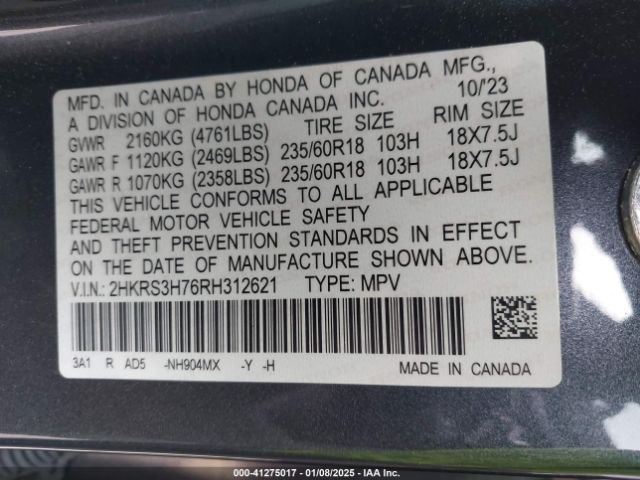 MFD. IN CANADA BY HONDA OF CANADA MFG.,
A DIVISION OF HONDA CANADA INC. 10/'23
GVWR 2160KG (4761LBS) TIRE SIZE RIM SIZE
GAWR F 1120KG (2469LBS) 235/60R18 103H 18X7.5J
GAWR R 1070KG (2358LBS) 235/60R18 103H 18X7.5J
THIS VEHICLE CONFORMS TO ALL APPLICABLE
FEDERAL MOTOR VEHICLE SAFETY
AND THEFT PREVENTION STANDARDS IN EFFECT
ON THE DATE OF MANUFACTURE SHOWN ABOVE.
V.I.N.: 2HKRS3H76RH312621 TYPE: MPV
3A1 R AD5 -NH904MX -Y -H MADE IN CANADA
000-41275017 | 01/08/2025 | IAA Inc.